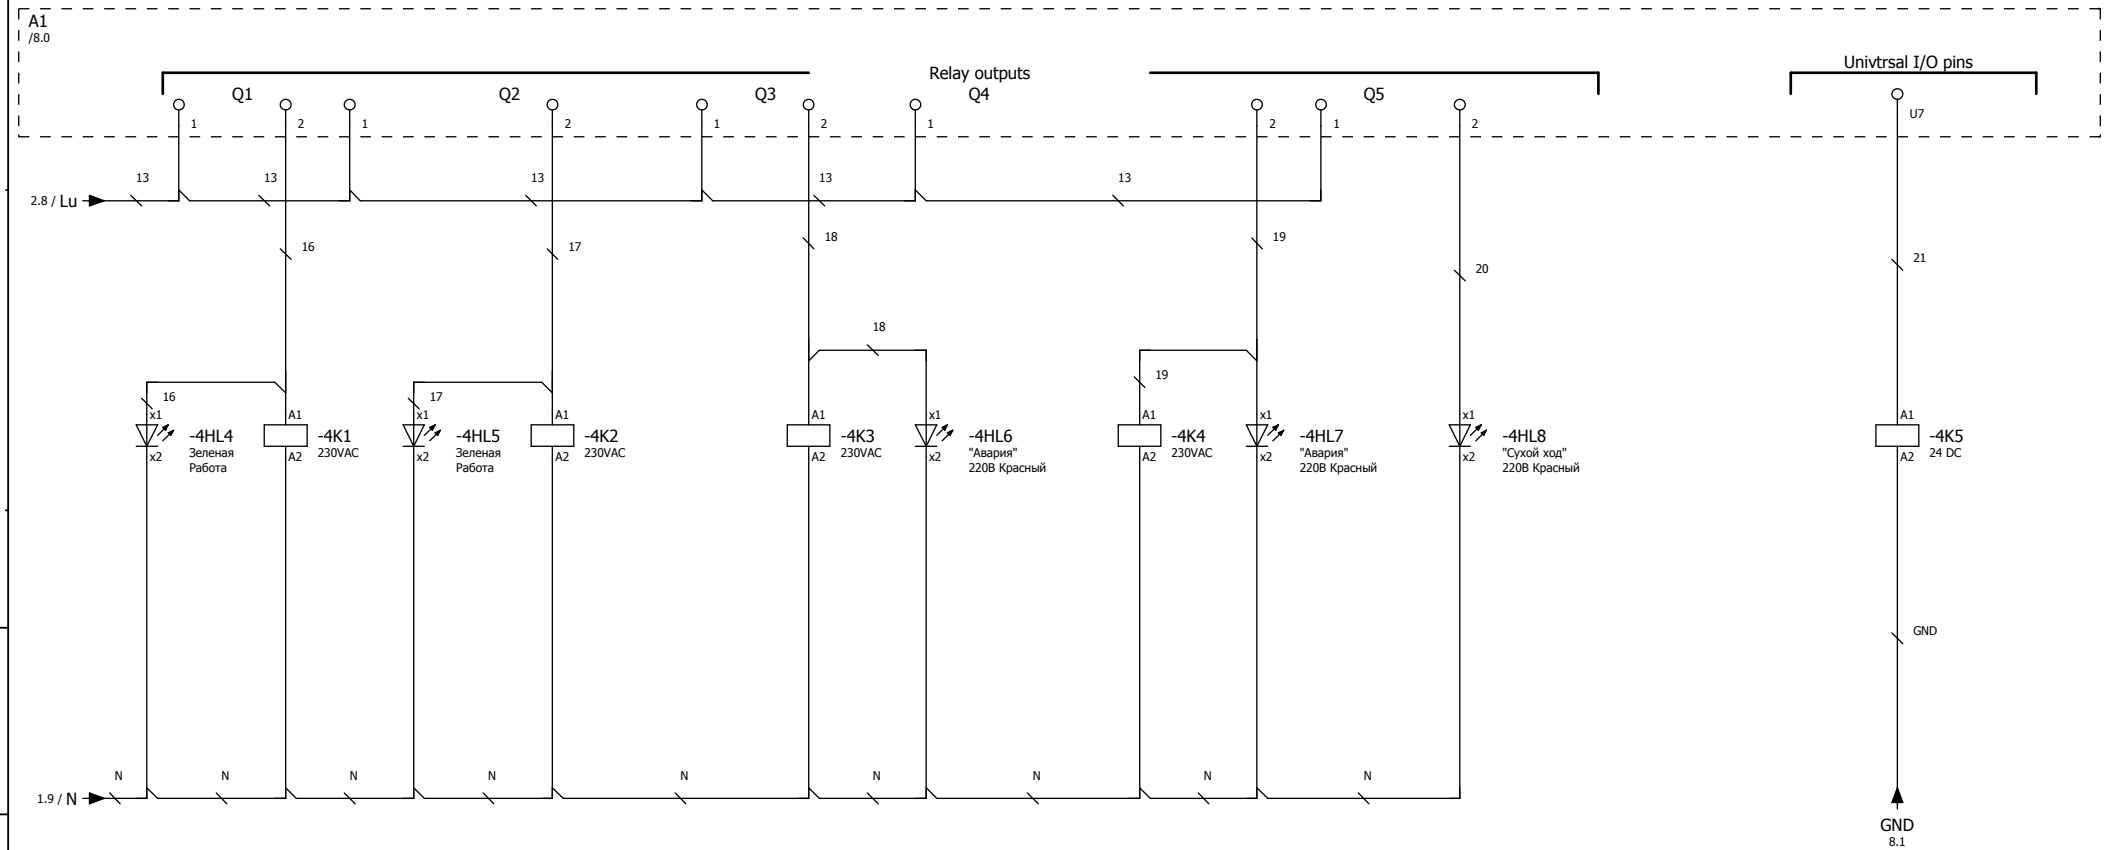 A1
/8.0
Relay outputs
Univtrsal I/O pins
Q1
Q2
Q3
Q4
Q5
1
2
1
2
1
2
1
2
1
2
U7
13
13
13
13
13
2.8 / Lu
16
17
18
19
20
21
18
16
17
19
x1
A1
x1
A1
A1
x1
A1
x1
x1
A1
-4HL4
Зеленая
Работа
-4K1
230VAC
-4HL5
Зеленая
Работа
-4K2
230VAC
-4K3
230VAC
-4HL6
"Авария"
220В Красный
-4K4
230VAC
-4HL7
"Авария"
220В Красный
-4HL8
"Сухой ход"
220В Красный
-4K5
24 DC
x2
A2
x2
A2
A2
x2
A2
x2
x2
A2
GND
N
N
N
N
N
N
N
N
N
1.9 / N
GND
8.1